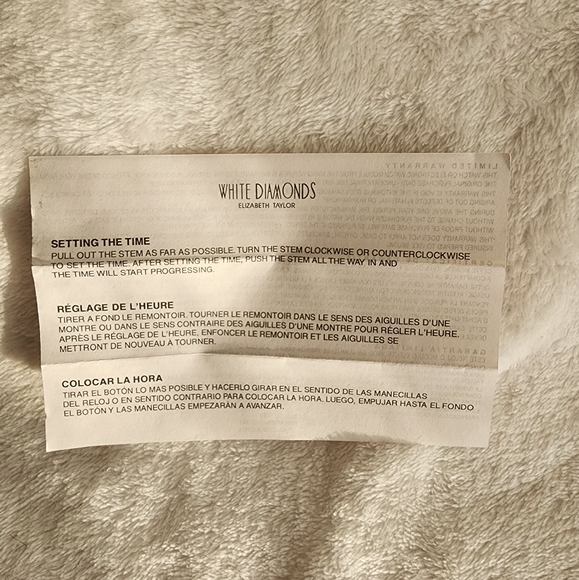 WHITE DIAMONDS
ELIZABETH TAYLOR
SETTING THE TIME
PULL OUT THE STEM AS FAR AS POSSIBLE. TURN THE STEM CLOCKWISE OR COUNTERCLOCKWISE
TO SET THE TIME. AFTER SETTING THE TIME, PUSH THE STEM ALL THE WAY IN AND
THE TIME WILL START PROGRESSING.
RÉGLAGE DE L'HEURE
TIRER A FOND LE REMONTOIR. TOURNER LE REMONTOIR DANS LE SENS DES AIGUILLES D'UNE
MONTRE OU DANS LE SENS CONTRAIRE DES AIGUILLES D'UNE MONTRE POUR RÉGLER L'HEURE.
APRÈS LE RÉGLAGE DE L'HEURE, ENFONCER LE REMONTOIR ET LES AIGUILLES SE
METTRONT DE NOUVEAU À TOURNER.
COLOCAR LA HORA
TIRAR EL BOTÓN LO MAS POSIBLE Y HACERLO GIRAR EN EL SENTIDO DE LAS MANECILLAS
DEL RELOJ O EN SENTIDO CONTRARIO PARA COLOCAR LA HORA. LUEGO, EMPUJAR HASTA EL FONDO
EL BOTÓN Y LAS MANECILLAS EMPEZARÁN A AVANZAR.
LIMITED WARRANTY